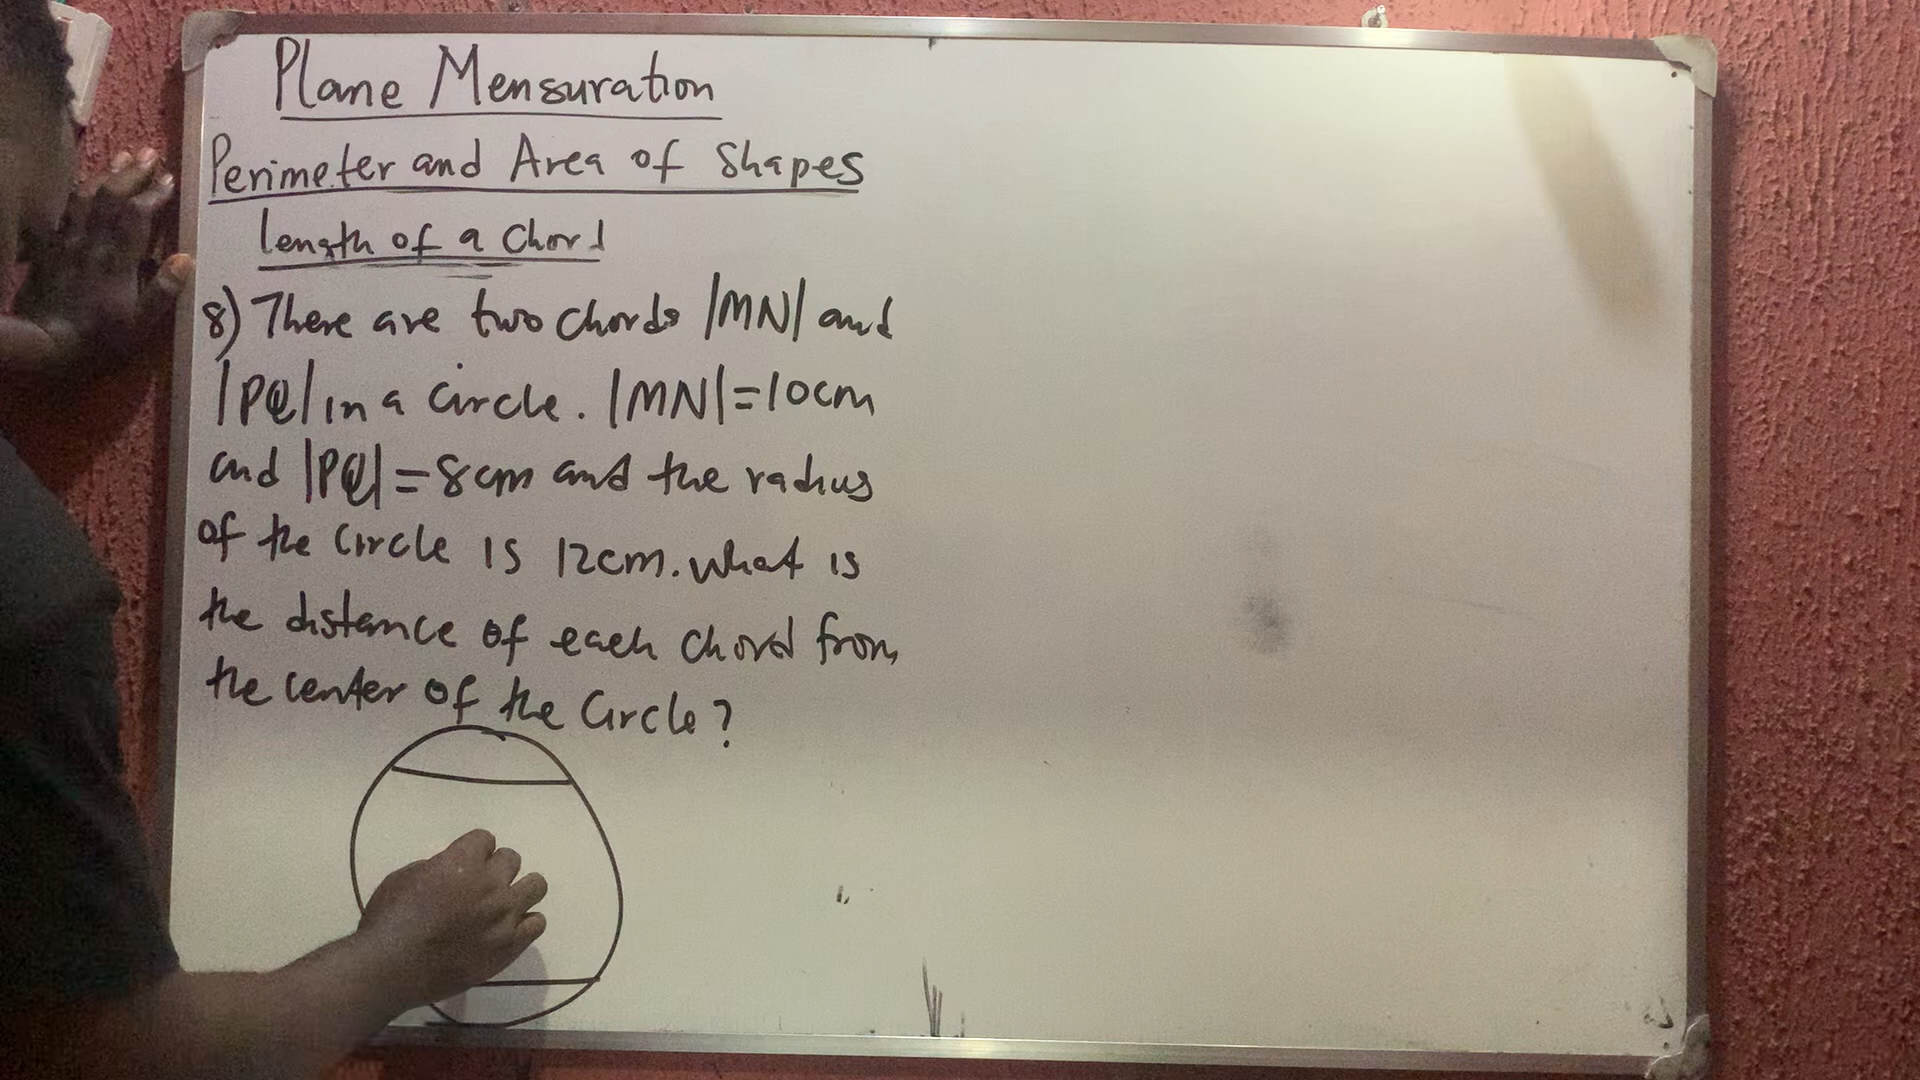 Plane Mensuration
Perimeter and Area of Shapes
Length of a Chord
8) There are two chords |MN| and
|PQ| in a circle. |MN|=10cm
and |PQ|=8cm and the radius
of the circle is 12cm. what is
the distance of each chord from
the center of the Circle?